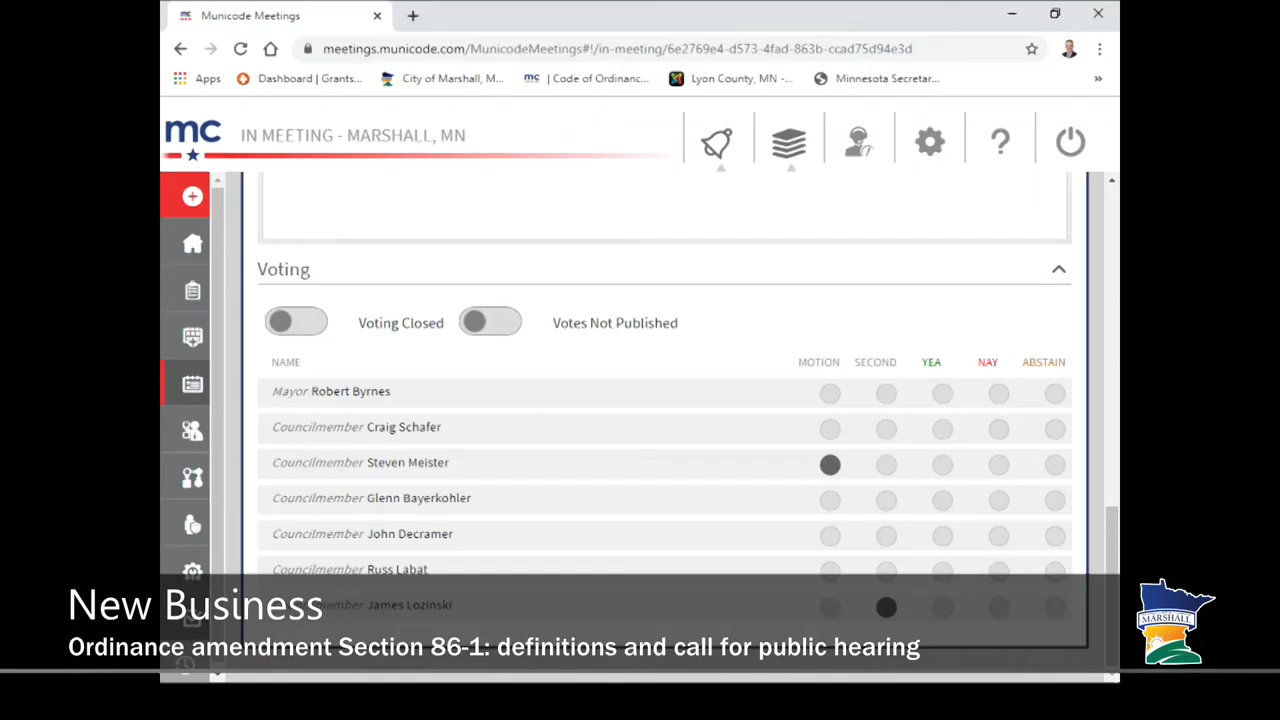 Municode Meetings
meetings.municode.com/MunicodeMeetings#!/in-meeting/6e2769e4-d573-4fad-863b-ccad75d94e3d
Apps Dashboard | Grants... City of Marshall, M... mc | Code of Ordinanc... Lyon County, MN -... Minnesota Secretar... »
mc IN MEETING - MARSHALL, MN
Voting
Voting Closed Votes Not Published
NAME MOTION SECOND YEA NAY ABSTAIN
Mayor Robert Byrnes
Councilmember Craig Schafer
Councilmember Steven Meister
Councilmember Glenn Bayerkohler
Councilmember John Decramer
Councilmember Russ Labat
member James Lozinski
New Business
Ordinance amendment Section 86-1: definitions and call for public hearing
MARSHALL